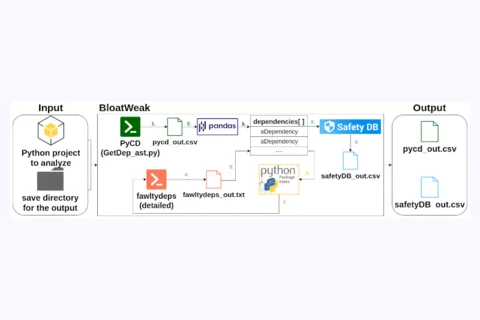 Input
BloatWeak
Output
Python project
to analyze
save directory
for the output
PyCD
(GetDep_ast.py)
1.
pycd_out.csv
2.
pandas
3.
dependencies[ ]
aDependency
aDependency
....
Safety DB
safetyDB_out.csv
fawltydeps
(detailed)
fawltydeps_out.txt
python
Package
Index
pycd_out.csv
safetyDB_out.csv